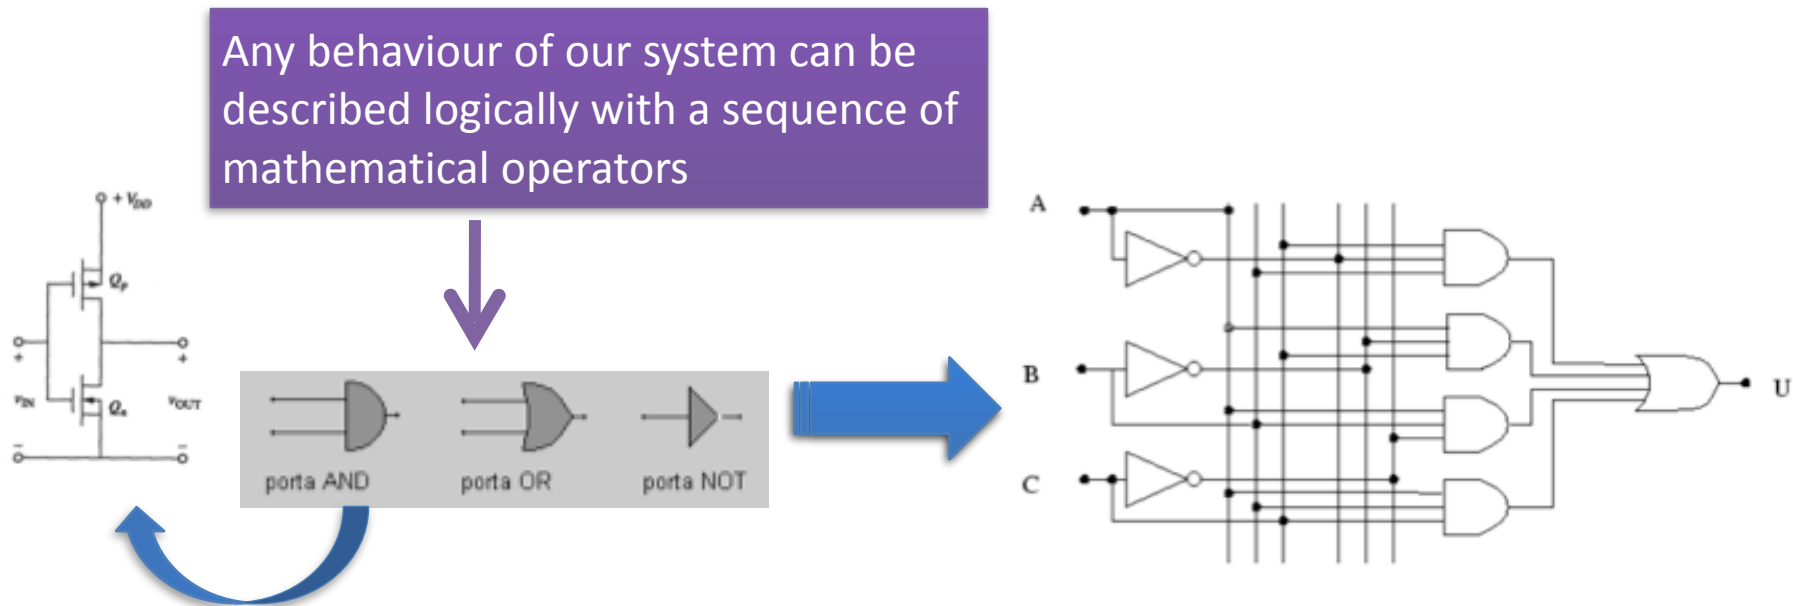 Any behaviour of our system can be
described logically with a sequence of
mathematical operators
+ V_DD
Q_p
+
+
v_IN
Q_n
v_OUT
−
−
porta AND
porta OR
porta NOT
A
B
C
U